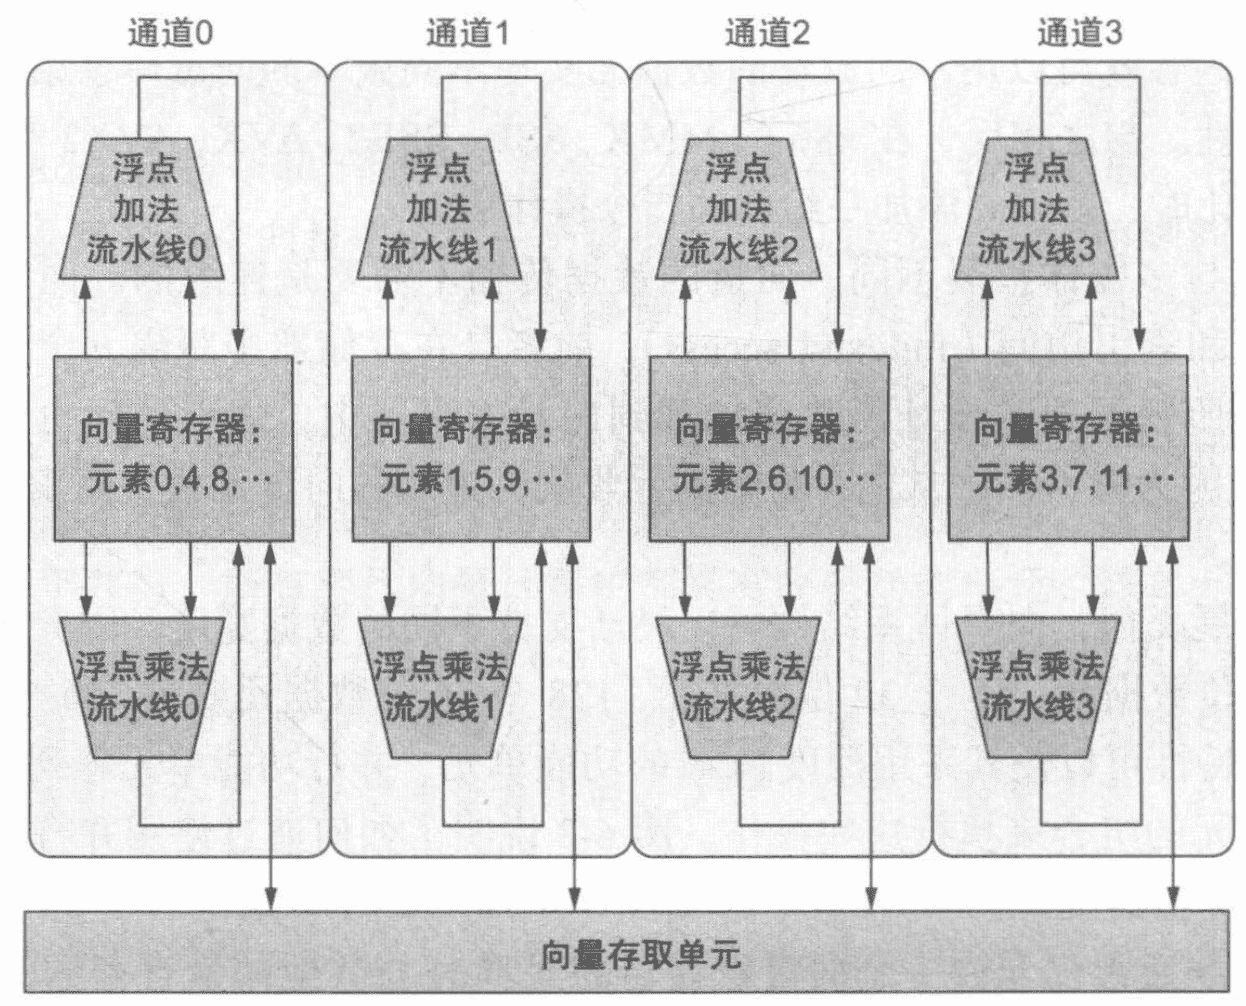 通道0
通道1
通道2
通道3
浮点
加法
流水线0
浮点
加法
流水线1
浮点
加法
流水线2
浮点
加法
流水线3
向量寄存器：
元素0,4,8,…
向量寄存器：
元素1,5,9,…
向量寄存器：
元素2,6,10,…
向量寄存器：
元素3,7,11,…
浮点乘法
流水线0
浮点乘法
流水线1
浮点乘法
流水线2
浮点乘法
流水线3
向量存取单元